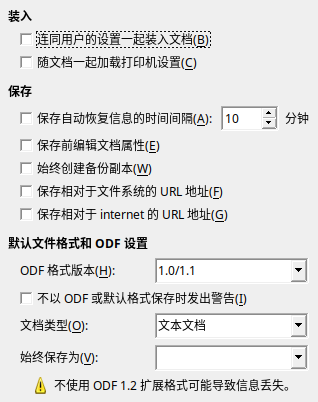 装入
连同用户的设置一起装入文档(B)
随文档一起加载打印机设置(C)
保存
保存自动恢复信息的时间间隔(A): 10 分钟
保存前编辑文档属性(E)
始终创建备份副本(W)
保存相对于文件系统的 URL 地址(F)
保存相对于 internet 的 URL 地址(G)
默认文件格式和 ODF 设置
ODF 格式版本(H): 1.0/1.1
不以 ODF 或默认格式保存时发出警告(I)
文档类型(O): 文本文档
始终保存为(V):
不使用 ODF 1.2 扩展格式可能导致信息丢失。